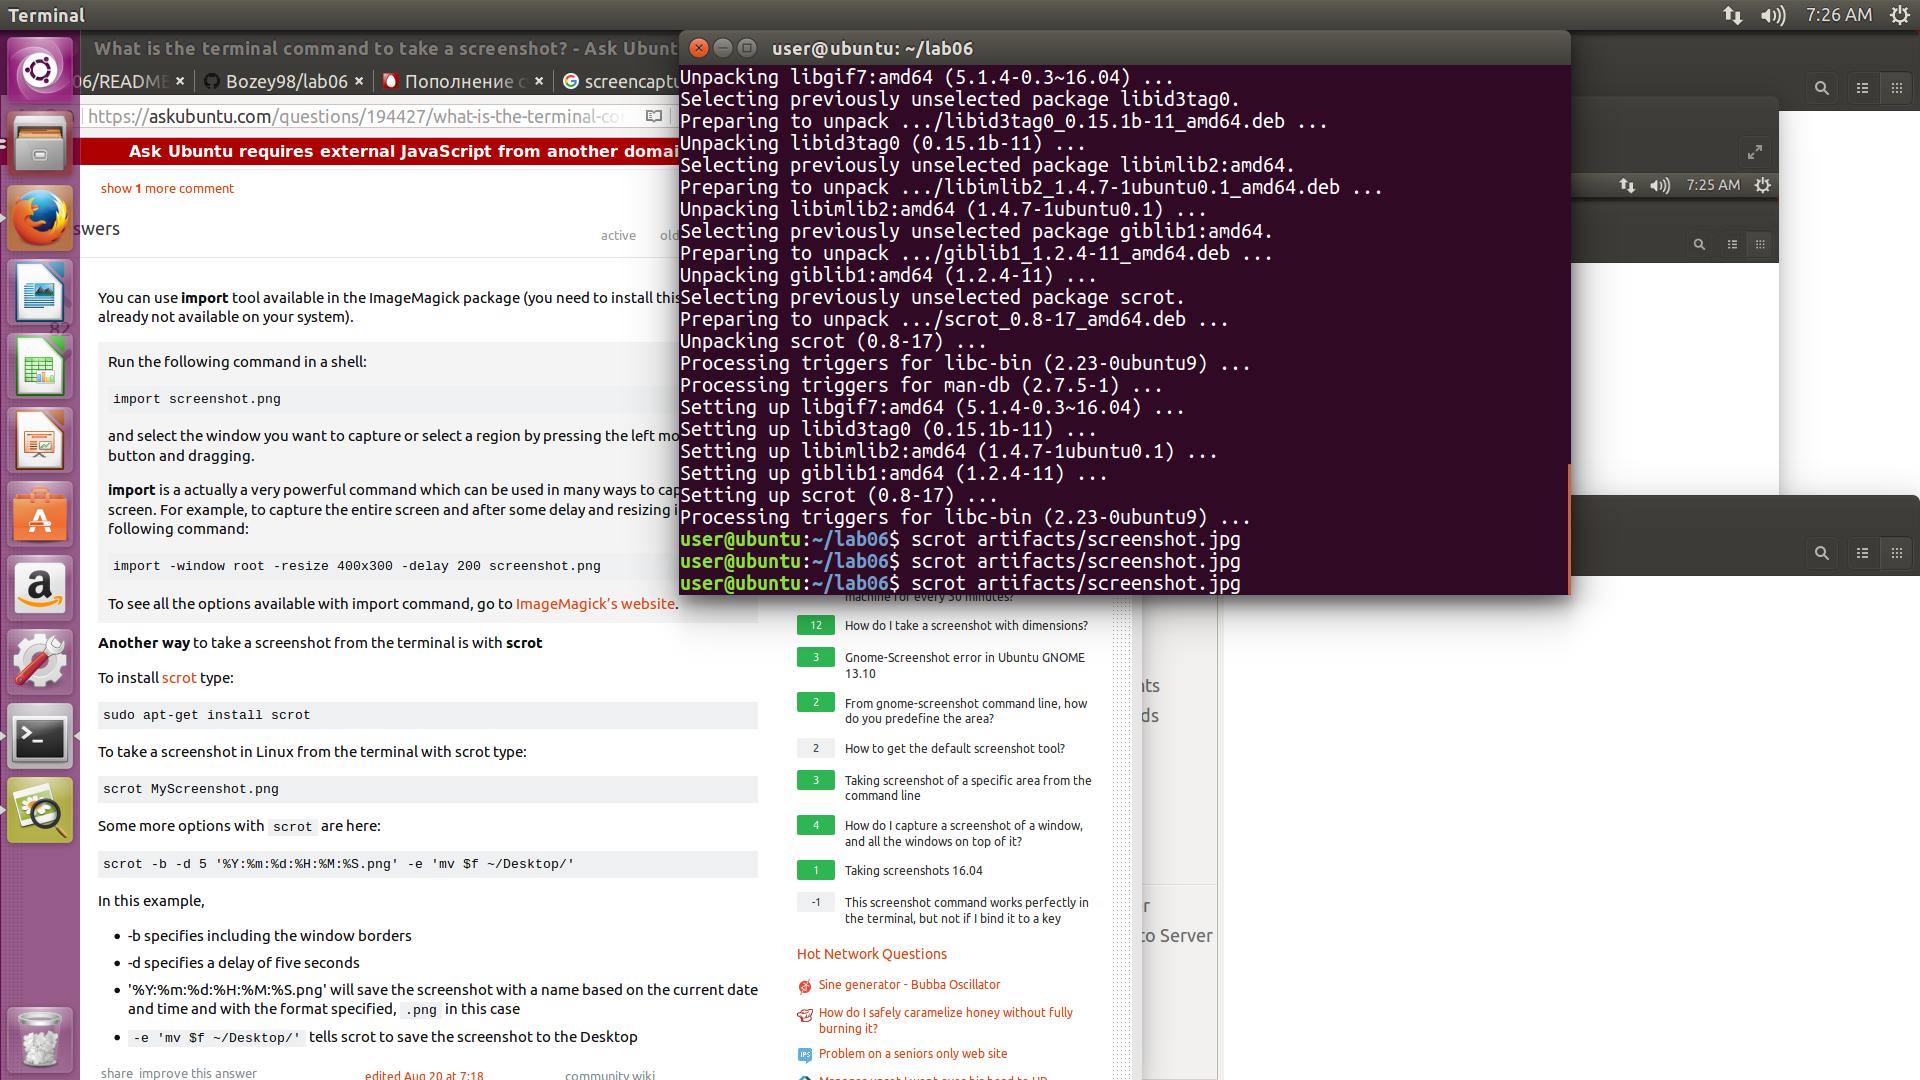 Terminal
7:26 AM
What is the terminal command to take a screenshot? - Ask Ubunt
06/README
Bozey98/lab06
Пополнение с
screencaptu
https://askubuntu.com/questions/194427/what-is-the-terminal-co
Ask Ubuntu requires external JavaScript from another domai
show 1 more comment
swers
active
old
You can use import tool available in the ImageMagick package (you need to install this
already not available on your system).
82
Run the following command in a shell:
import screenshot.png
and select the window you want to capture or select a region by pressing the left mo
button and dragging.
import is a actually a very powerful command which can be used in many ways to cap
screen. For example, to capture the entire screen and after some delay and resizing i
following command:
import -window root -resize 400x300 -delay 200 screenshot.png
To see all the options available with import command, go to ImageMagick's website.
Another way to take a screenshot from the terminal is with scrot
To install scrot type:
sudo apt-get install scrot
To take a screenshot in Linux from the terminal with scrot type:
scrot MyScreenshot.png
Some more options with scrot are here:
scrot -b -d 5 '%Y:%m:%d:%H:%M:%S.png' -e 'mv $f ~/Desktop/'
In this example,
• -b specifies including the window borders
• -d specifies a delay of five seconds
• '%Y:%m:%d:%H:%M:%S.png' will save the screenshot with a name based on the current date
and time and with the format specified, .png in this case
• -e 'mv $f ~/Desktop/' tells scrot to save the screenshot to the Desktop
share improve this answer
edited Aug 20 at 7:18
community wiki
user@ubuntu: ~/lab06
Unpacking libgif7:amd64 (5.1.4-0.3~16.04) ...
Selecting previously unselected package libid3tag0.
Preparing to unpack .../libid3tag0_0.15.1b-11_amd64.deb ...
Unpacking libid3tag0 (0.15.1b-11) ...
Selecting previously unselected package libimlib2:amd64.
Preparing to unpack .../libimlib2_1.4.7-1ubuntu0.1_amd64.deb ...
Unpacking libimlib2:amd64 (1.4.7-1ubuntu0.1) ...
Selecting previously unselected package giblib1:amd64.
Preparing to unpack .../giblib1_1.2.4-11_amd64.deb ...
Unpacking giblib1:amd64 (1.2.4-11) ...
Selecting previously unselected package scrot.
Preparing to unpack .../scrot_0.8-17_amd64.deb ...
Unpacking scrot (0.8-17) ...
Processing triggers for libc-bin (2.23-0ubuntu9) ...
Processing triggers for man-db (2.7.5-1) ...
Setting up libgif7:amd64 (5.1.4-0.3~16.04) ...
Setting up libid3tag0 (0.15.1b-11) ...
Setting up libimlib2:amd64 (1.4.7-1ubuntu0.1) ...
Setting up giblib1:amd64 (1.2.4-11) ...
Setting up scrot (0.8-17) ...
Processing triggers for libc-bin (2.23-0ubuntu9) ...
user@ubuntu:~/lab06$ scrot artifacts/screenshot.jpg
user@ubuntu:~/lab06$ scrot artifacts/screenshot.jpg
user@ubuntu:~/lab06$ scrot artifacts/screenshot.jpg
machine for every 30 minutes?
12 How do I take a screenshot with dimensions?
3 Gnome-Screenshot error in Ubuntu GNOME
13.10
2 From gnome-screenshot command line, how
do you predefine the area?
2 How to get the default screenshot tool?
3 Taking screenshot of a specific area from the
command line
4 How do I capture a screenshot of a window,
and all the windows on top of it?
1 Taking screenshots 16.04
-1 This screenshot command works perfectly in
the terminal, but not if I bind it to a key
Hot Network Questions
Sine generator - Bubba Oscillator
How do I safely caramelize honey without fully
burning it?
Problem on a seniors only web site
7:25 AM
nts
ds
r
to Server